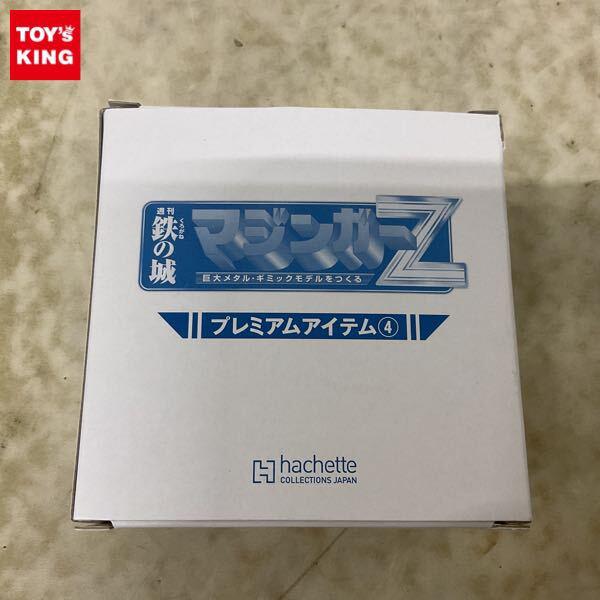 TOY'S
KING
週刊
くろがね
鉄の城
マジンガーZ
巨大メタル・ギミックモデルをつくる
プレミアムアイテム④
hachette
COLLECTIONS JAPAN